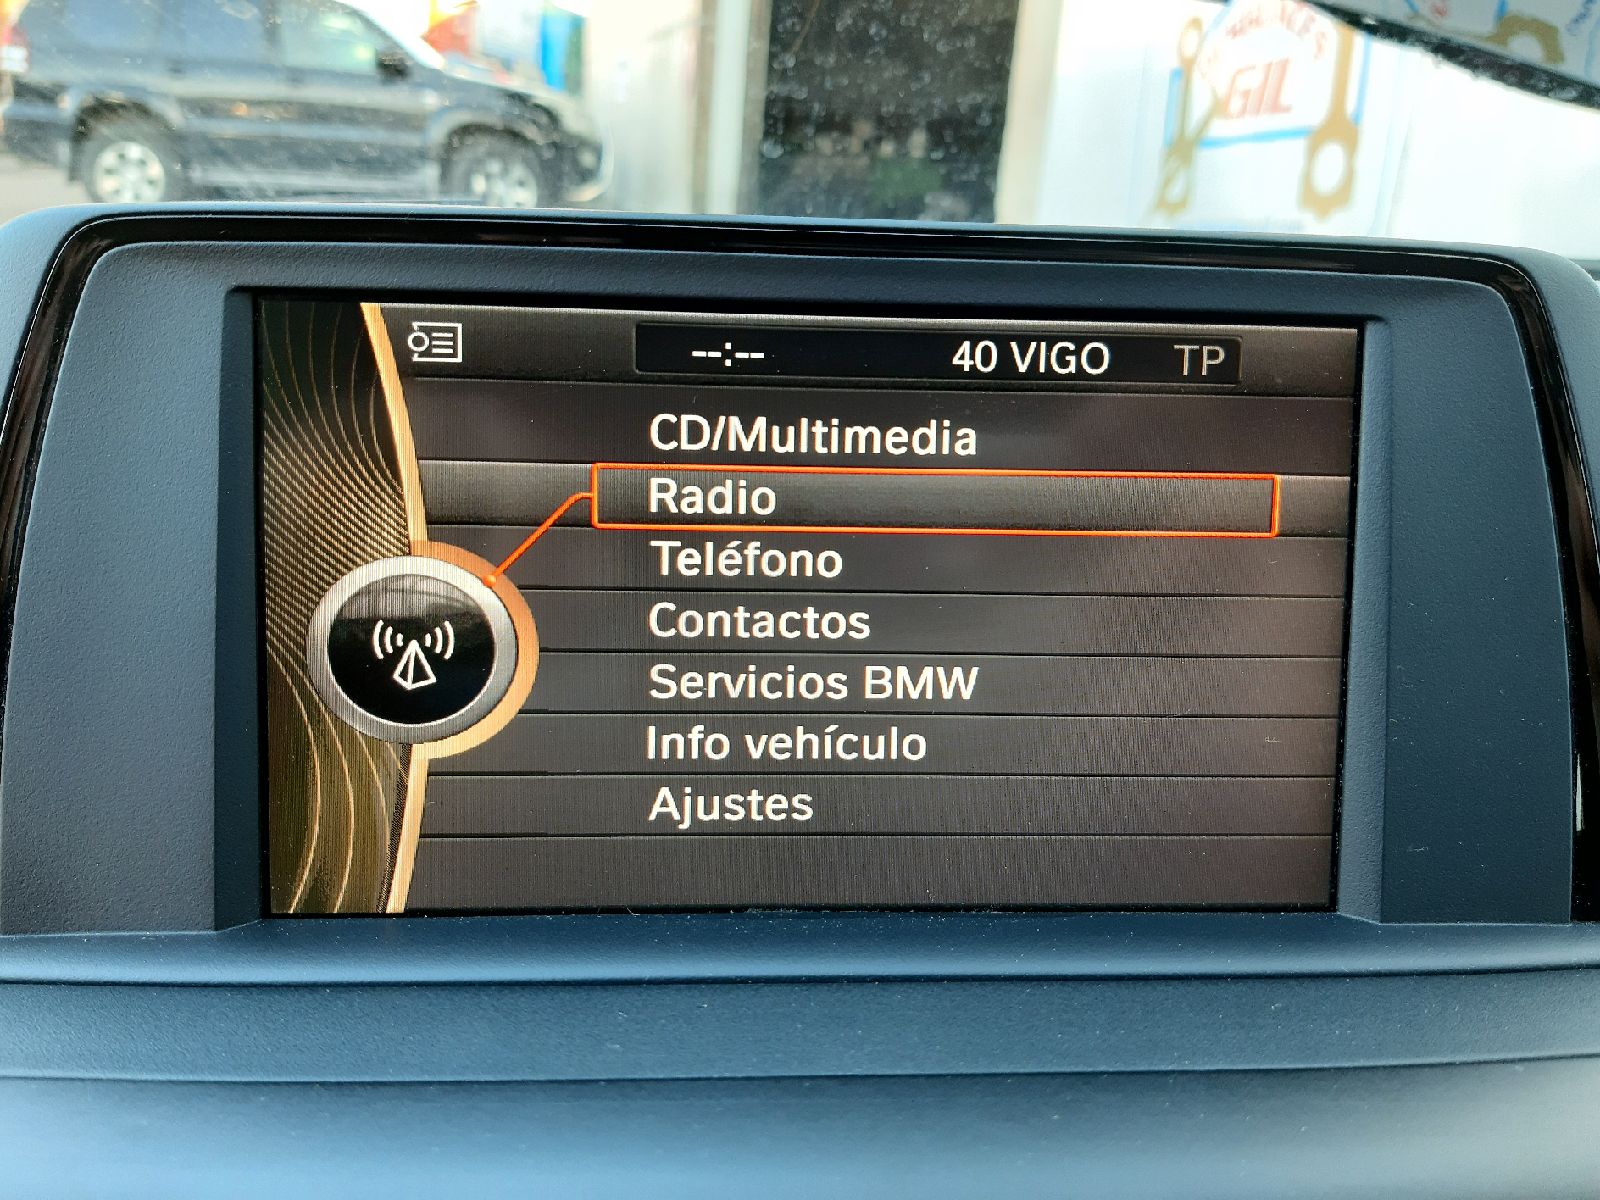 GIL
--:-- 40 VIGO TP
CD/Multimedia
Radio
Teléfono
Contactos
Servicios BMW
Info vehículo
Ajustes